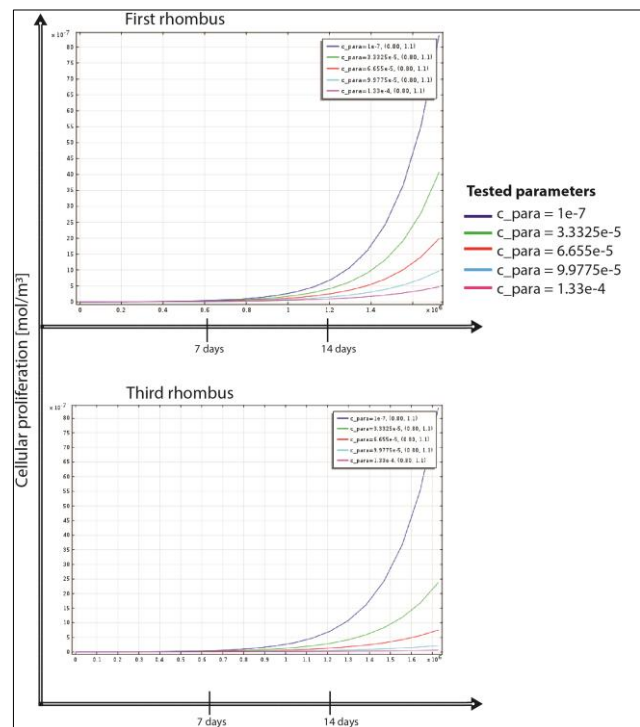 First rhombus
x 10^-7
80
75
70
65
60
55
50
45
40
35
30
25
20
15
10
5
0
c_para=1e-7, (0.00, 1.1)
c_para=3.3325e-5, (0.00, 1.1)
c_para=6.655e-5, (0.00, 1.1)
c_para=9.9775e-5, (0.00, 1.1)
c_para=1.33e-4, (0.00, 1.1)
0 0.2 0.4 0.6 0.8 1 1.2 1.4 x10^6
7 days 14 days
Cellular proliferation [mol/m³]
Tested parameters
c_para = 1e-7
c_para = 3.3325e-5
c_para = 6.655e-5
c_para = 9.9775e-5
c_para = 1.33e-4
Third rhombus
x 10^-7
80
75
70
65
60
55
50
45
40
35
30
25
20
15
10
5
0
c_para=1e-7, (0.00, 1.1)
c_para=3.3325e-5, (0.00, 1.1)
c_para=6.655e-5, (0.00, 1.1)
c_para=9.9775e-5, (0.00, 1.1)
c_para=1.33e-4, (0.00, 1.1)
0 0.1 0.2 0.3 0.4 0.5 0.6 0.7 0.8 0.9 1 1.1 1.2 1.3 1.4 1.5 1.6 x10^6
7 days 14 days